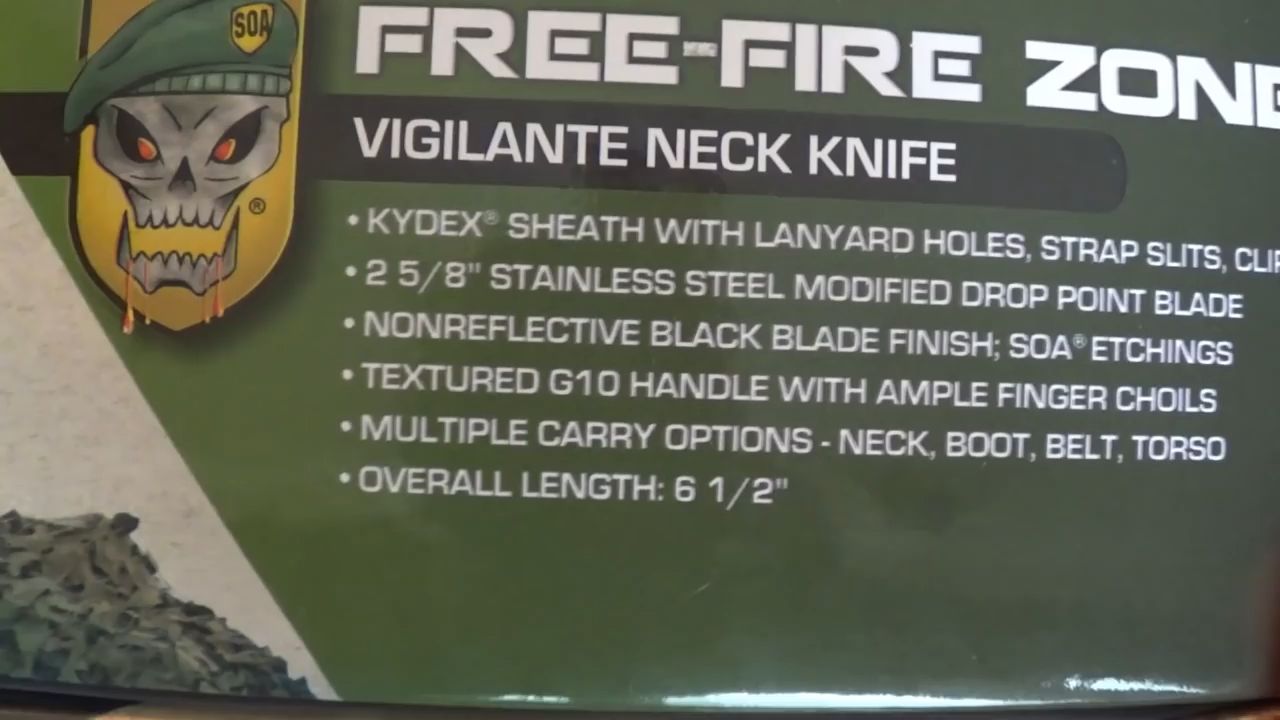 SOA
FREE-FIRE ZONE
VIGILANTE NECK KNIFE
®
• KYDEX® SHEATH WITH LANYARD HOLES, STRAP SLITS,
• 2 5/8" STAINLESS STEEL MODIFIED DROP POINT BLADE
• NONREFLECTIVE BLACK BLADE FINISH; SOA® ETCHINGS
• TEXTURED G10 HANDLE WITH AMPLE FINGER CHOILS
• MULTIPLE CARRY OPTIONS - NECK, BOOT, BELT, TORSO
• OVERALL LENGTH: 6 1/2"